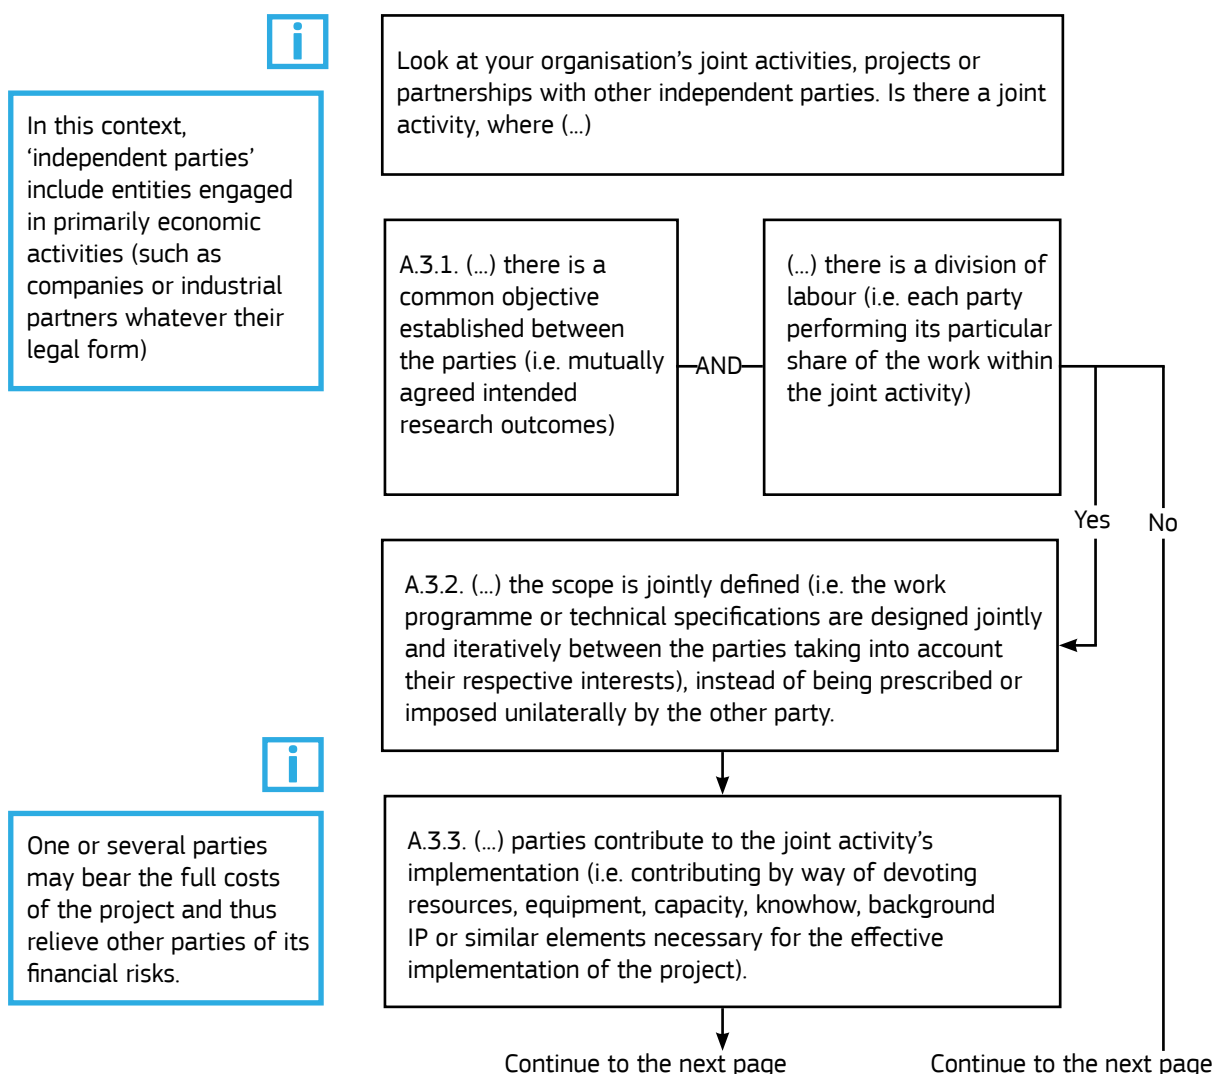 i
Look at your organisation’s joint activities, projects or
partnerships with other independent parties. Is there a joint
activity, where (...)
In this context,
‘independent parties’
include entities engaged
in primarily economic
activities (such as
companies or industrial
partners whatever their
legal form)
A.3.1. (...) there is a
common objective
established between
the parties (i.e. mutually
agreed intended
research outcomes)
AND
(...) there is a division of
labour (i.e. each party
performing its particular
share of the work within
the joint activity)
Yes
No
A.3.2. (...) the scope is jointly defined (i.e. the work
programme or technical specifications are designed jointly
and iteratively between the parties taking into account
their respective interests), instead of being prescribed or
imposed unilaterally by the other party.
i
One or several parties
may bear the full costs
of the project and thus
relieve other parties of its
financial risks.
A.3.3. (...) parties contribute to the joint activity’s
implementation (i.e. contributing by way of devoting
resources, equipment, capacity, knowhow, background
IP or similar elements necessary for the effective
implementation of the project).
Continue to the next page
Continue to the next page